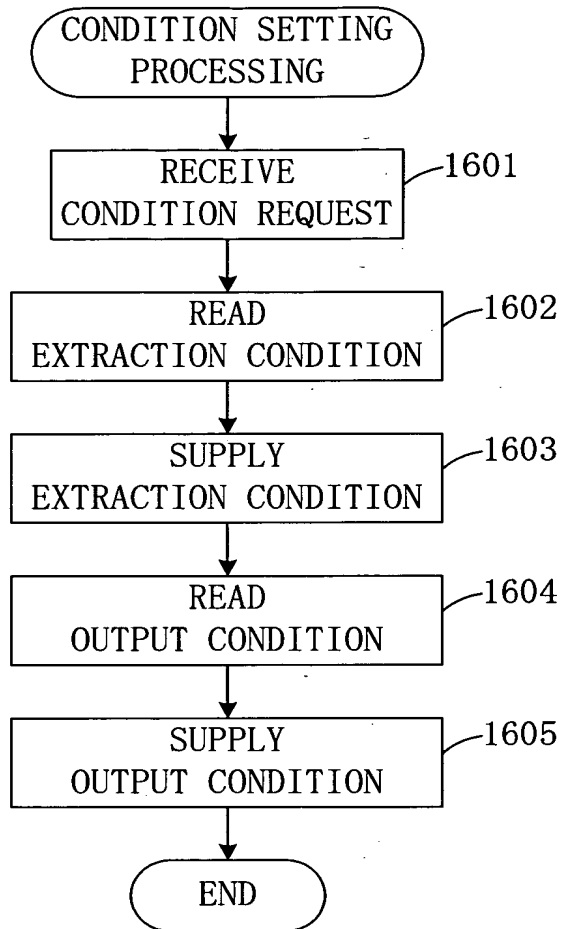 CONDITION SETTING
PROCESSING
RECEIVE
CONDITION REQUEST
1601
READ
EXTRACTION CONDITION
1602
SUPPLY
EXTRACTION CONDITION
1603
READ
OUTPUT CONDITION
1604
SUPPLY
OUTPUT CONDITION
1605
END